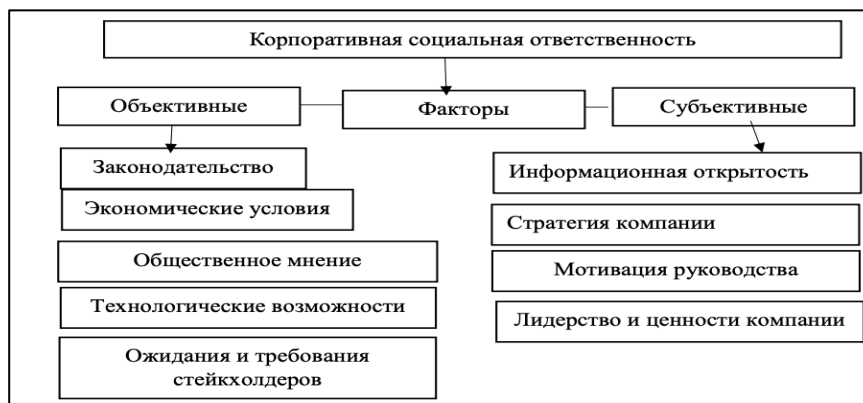 Корпоративная социальная ответственность
Объективные
Факторы
Субъективные
Законодательство
Экономические условия
Общественное мнение
Технологические возможности
Ожидания и требования
стейкхолдеров
Информационная открытость
Стратегия компании
Мотивация руководства
Лидерство и ценности компании